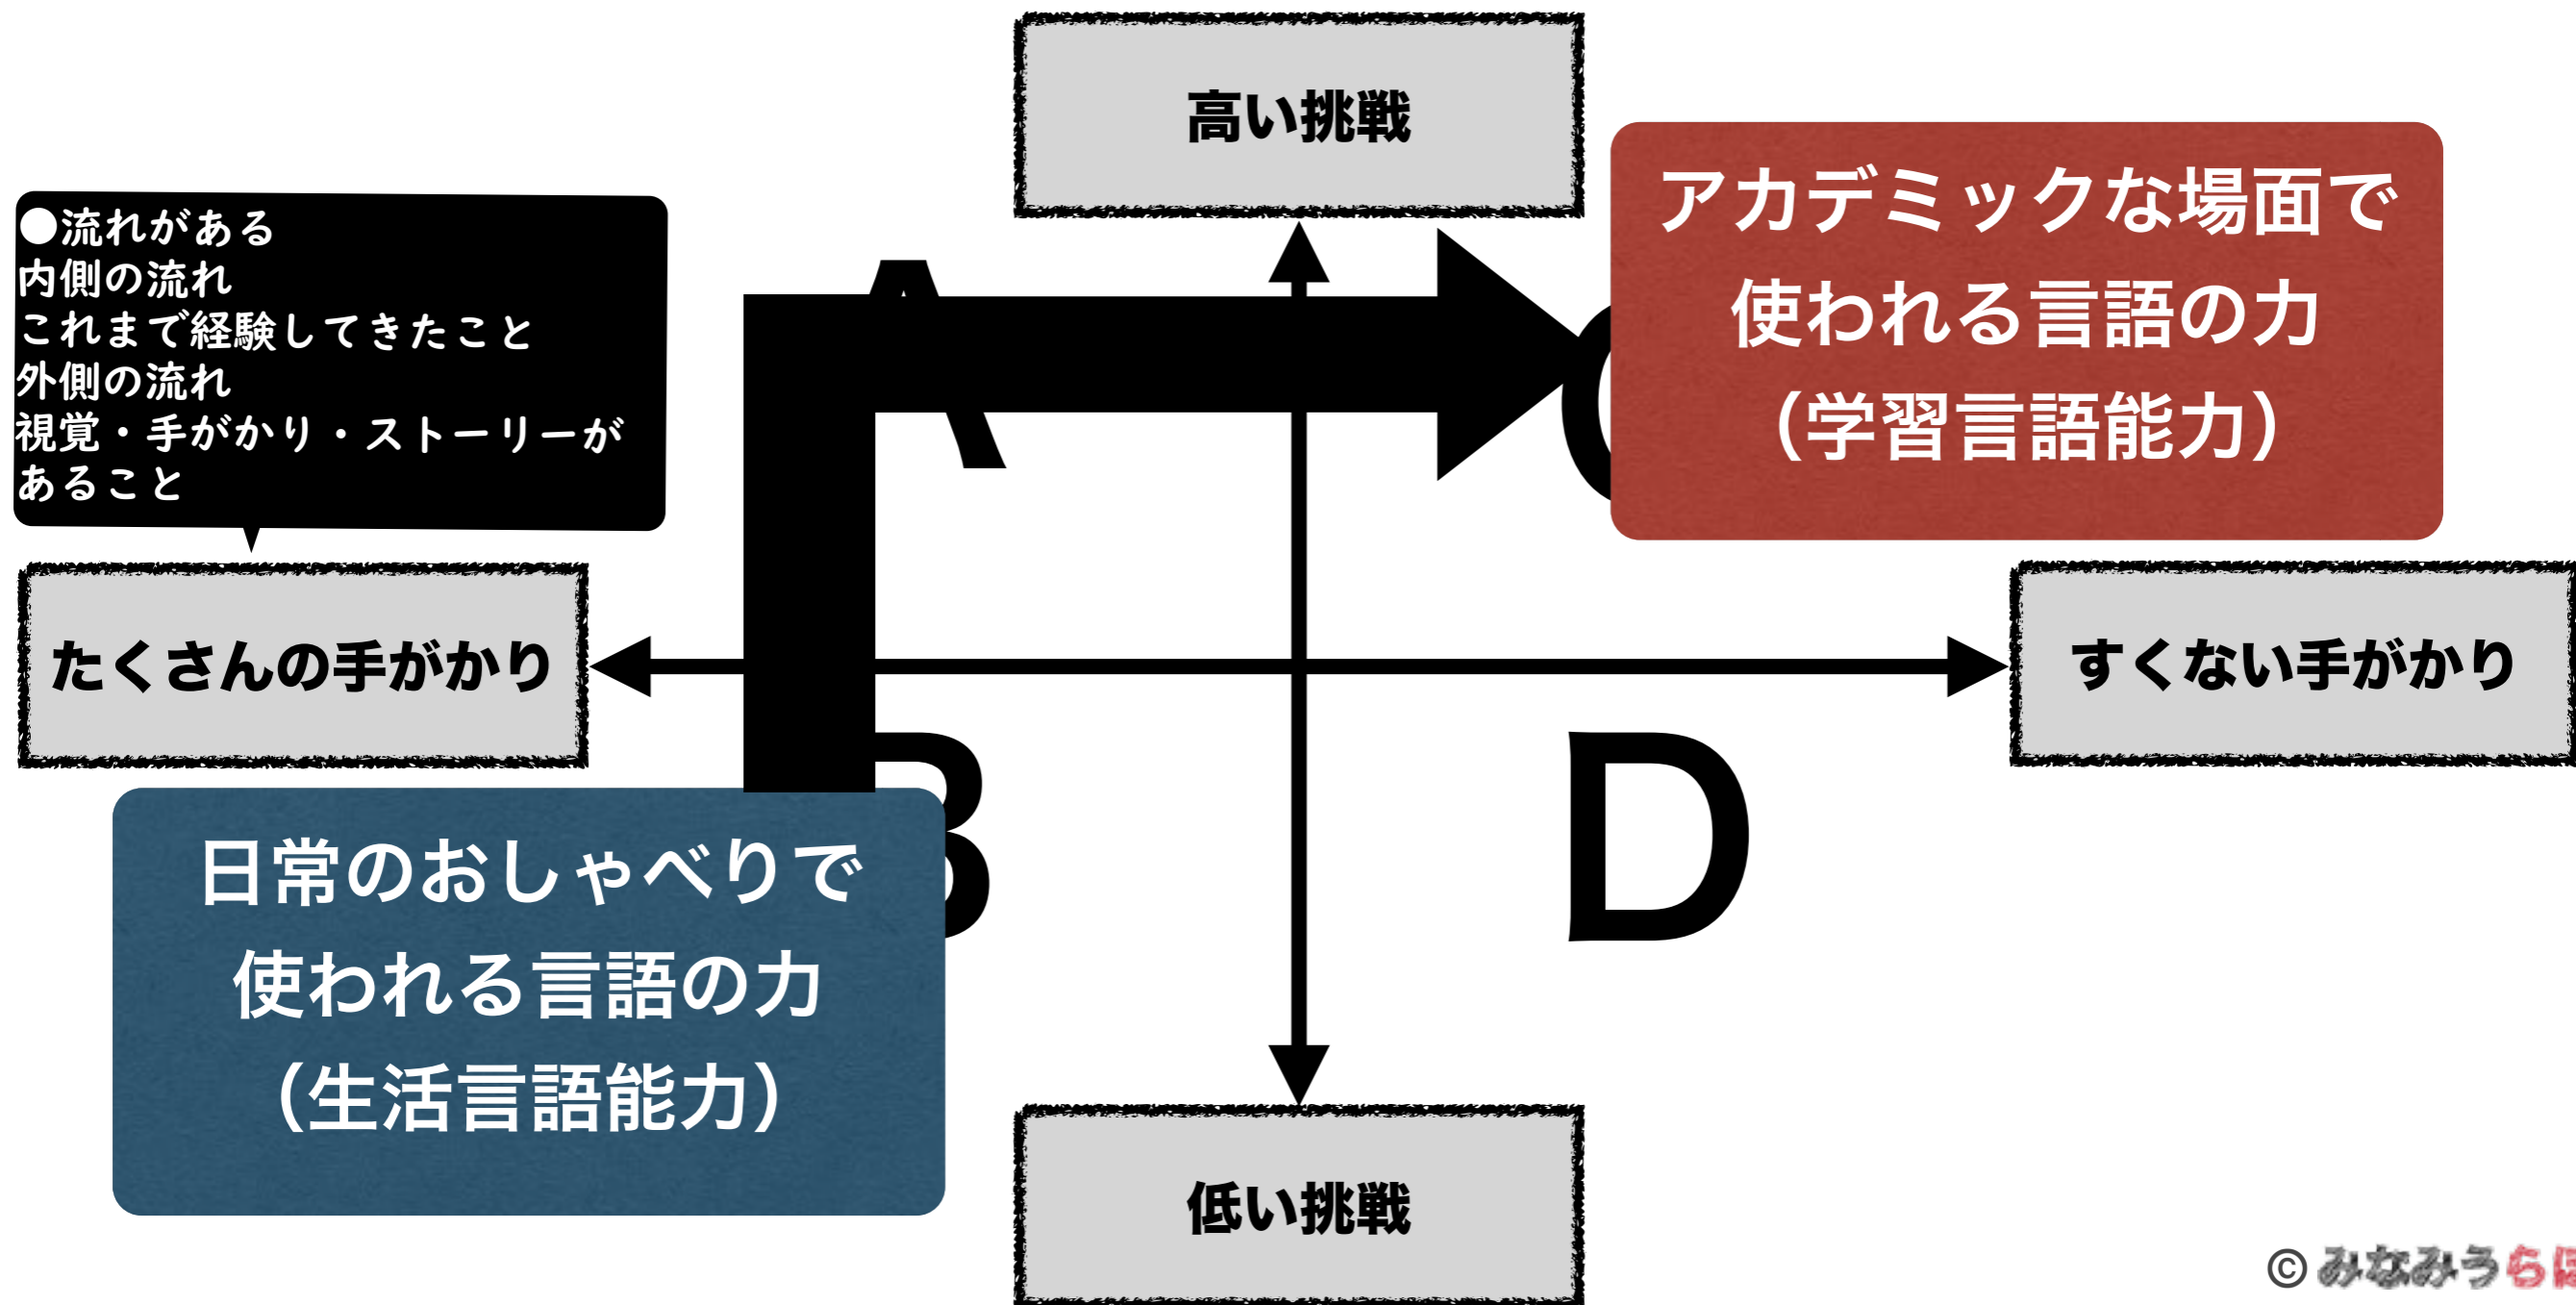 高い挑戦
アカデミックな場面で
使われる言語の力
（学習言語能力）
●流れがある
内側の流れ
これまで経験してきたこと
外側の流れ
視覚・手がかり・ストーリーが
あること
A
たくさんの手がかり
すくない手がかり
B
D
日常のおしゃべりで
使われる言語の力
（生活言語能力）
低い挑戦
© みなみうら